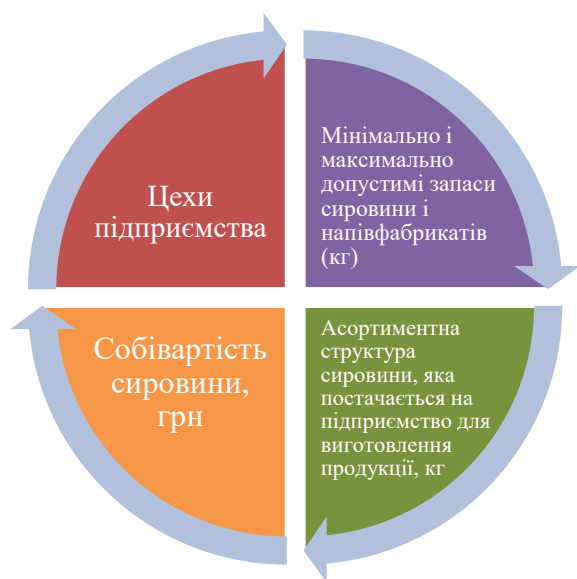 Цехи
підприємства
Мінімально і
максимально
допустимі запаси
сировини і
напівфабрикатів
(кг)
Собівартість
сировини,
грн
Асортиментна
структура
сировини, яка
постачається на
підприємство для
виготовлення
продукції, кг